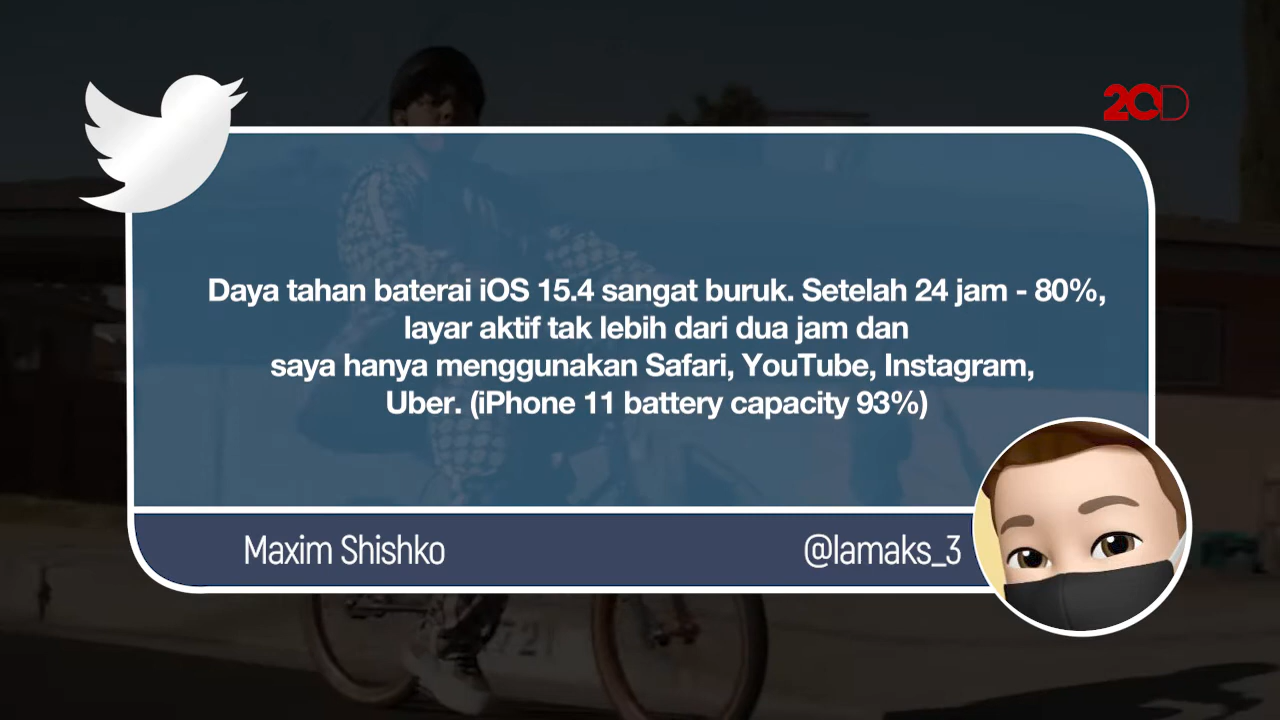 20D
Daya tahan baterai iOS 15.4 sangat buruk. Setelah 24 jam - 80%,
layar aktif tak lebih dari dua jam dan
saya hanya menggunakan Safari, YouTube, Instagram,
Uber. (iPhone 11 battery capacity 93%)
Maxim Shishko
@lamaks_3